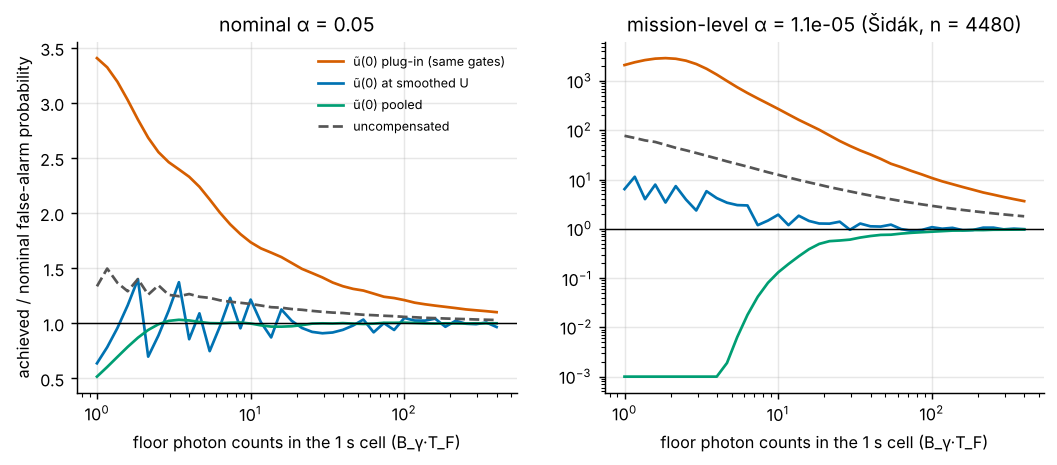 nominal α = 0.05
achieved / nominal false-alarm probability
3.5
3.0
2.5
2.0
1.5
1.0
0.5
ū(0) plug-in (same gates)
ū(0) at smoothed U
ū(0) pooled
uncompensated
10⁰
10¹
10²
floor photon counts in the 1 s cell (B_γ·T_F)
mission-level α = 1.1e-05 (Šidák, n = 4480)
10³
10²
10¹
10⁰
10⁻¹
10⁻²
10⁻³
10⁰
10¹
10²
floor photon counts in the 1 s cell (B_γ·T_F)